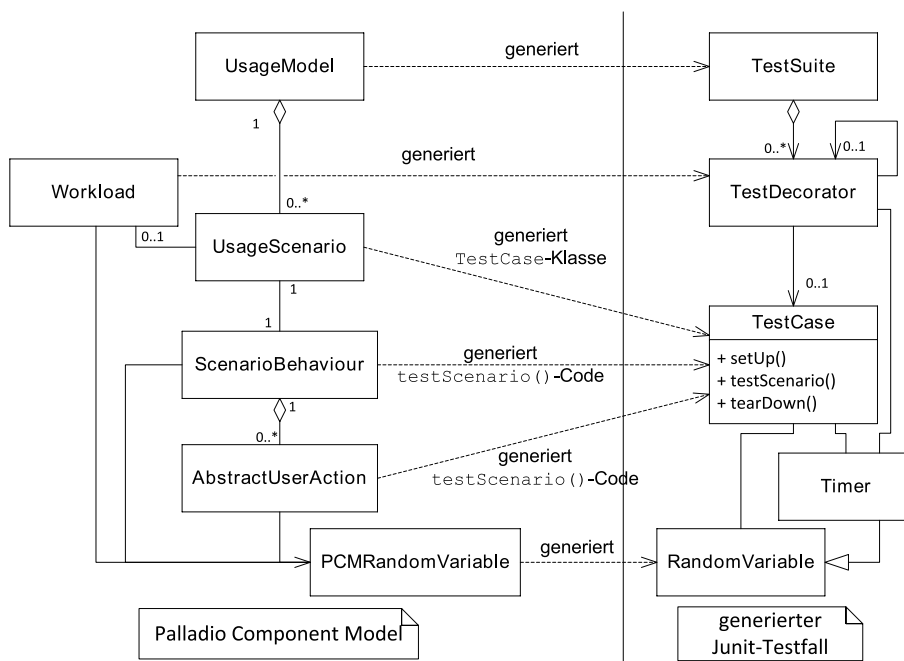 UsageModel
generiert
TestSuite
1
0..*
0..1
generiert
Workload
TestDecorator
0..*
0..1
UsageScenario
generiert
TestCase-Klasse
0..1
1
1
TestCase
ScenarioBehaviour
generiert
testScenario()-Code
+ setUp()
+ testScenario()
+ tearDown()
1
0..*
AbstractUserAction
generiert
testScenario()-Code
Timer
PCMRandomVariable
generiert
RandomVariable
Palladio Component Model
generierter
Junit-Testfall